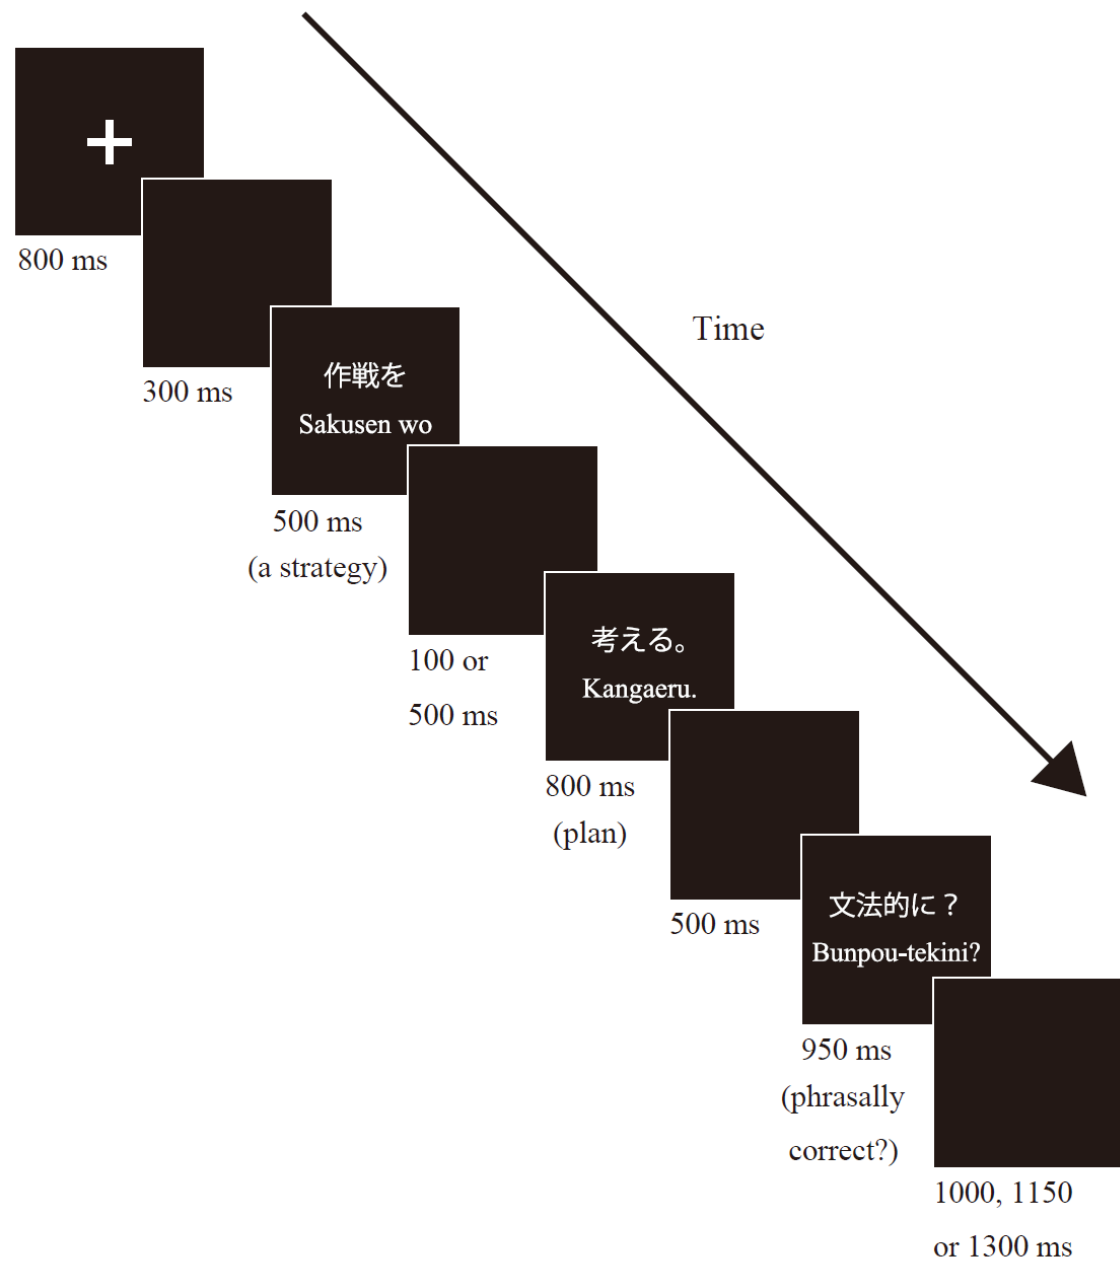 800 ms
300 ms
作戦を
Sakusen wo
500 ms
(a strategy)
Time
100 or
500 ms
考える。
Kangaeru.
800 ms
(plan)
500 ms
文法的に？
Bunpou-tekini?
950 ms
(phrasally
correct?)
1000, 1150
or 1300 ms